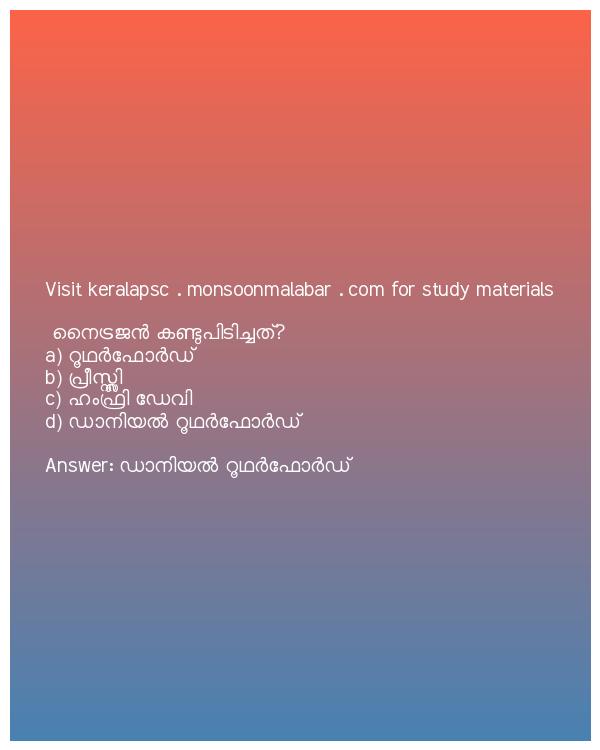 Visit keralapsc . monsoonmalabar . com for study materials
നൈട്രജൻ കണ്ടുപിടിച്ചത്?
a) റൂഥർഫോർഡ്
b) പ്രീസ്റ്റ്ലി
c) ഹംഫ്രി ഡേവി
d) ഡാനിയൽ റൂഥർഫോർഡ്
Answer: ഡാനിയൽ റൂഥർഫോർഡ്